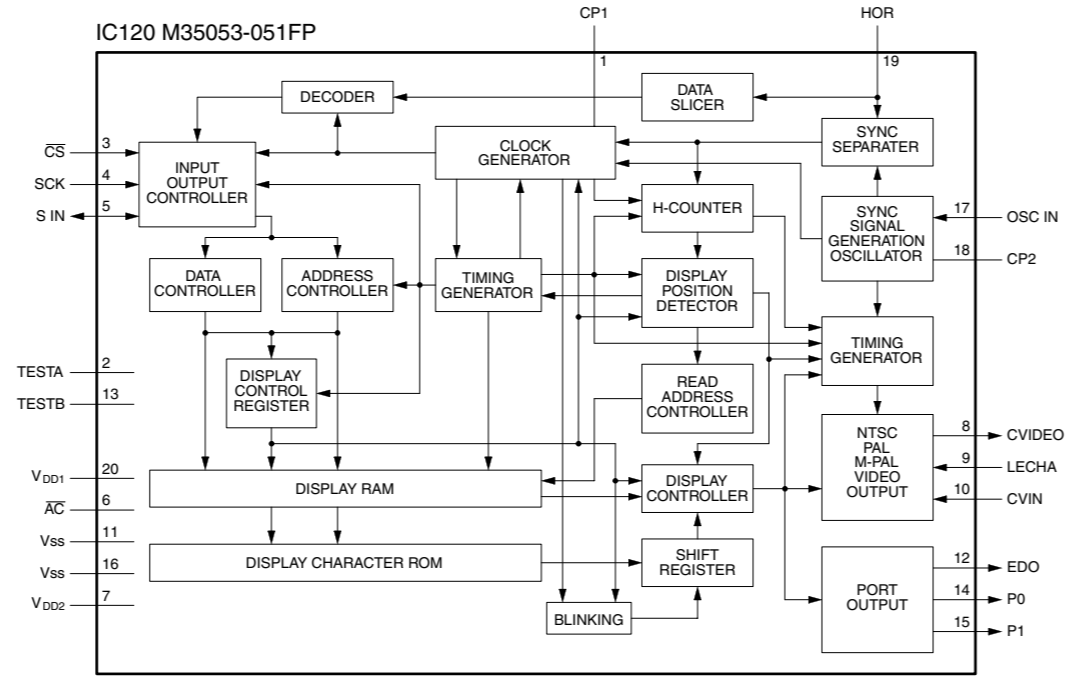 CP1
HOR
IC120 M35053-051FP
1
19
DECODER
DATA
SLICER
CLOCK
GENERATOR
SYNC
SEPARATER
CS
3
SCK
4
S IN
5
INPUT
OUTPUT
CONTROLLER
H-COUNTER
SYNC
SIGNAL
GENERATION
OSCILLATOR
17
OSC IN
18
CP2
DATA
CONTROLLER
ADDRESS
CONTROLLER
TIMING
GENERATOR
DISPLAY
POSITION
DETECTOR
TIMING
GENERATOR
TESTA
2
TESTB
13
DISPLAY
CONTROL
REGISTER
READ
ADDRESS
CONTROLLER
NTSC
PAL
M-PAL
VIDEO
OUTPUT
8
CVIDEO
9
LECHA
10
CVIN
VDD1
20
AC
6
VSS
11
VSS
16
VDD2
7
DISPLAY RAM
DISPLAY
CONTROLLER
DISPLAY CHARACTER ROM
SHIFT
REGISTER
BLINKING
PORT
OUTPUT
12
EDO
14
P0
15
P1